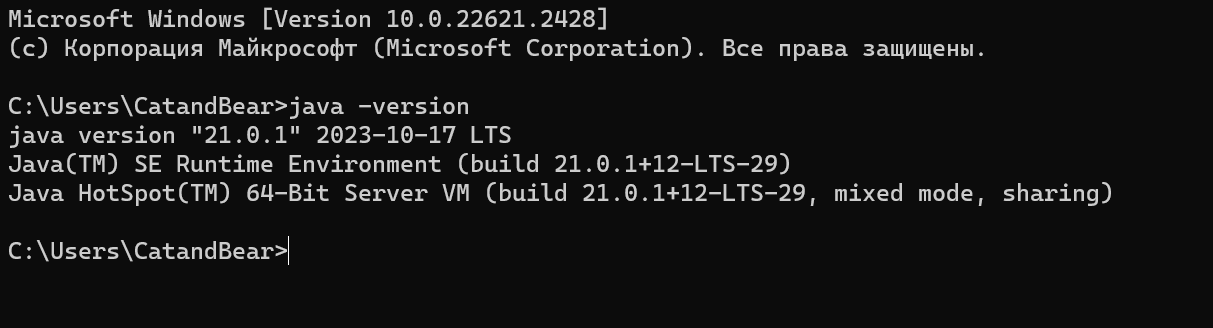 Microsoft Windows [Version 10.0.22621.2428]
(c) Корпорация Майкрософт (Microsoft Corporation). Все права защищены.
C:\Users\CatandBear>java -version
java version "21.0.1" 2023-10-17 LTS
Java(TM) SE Runtime Environment (build 21.0.1+12-LTS-29)
Java HotSpot(TM) 64-Bit Server VM (build 21.0.1+12-LTS-29, mixed mode, sharing)
C:\Users\CatandBear>